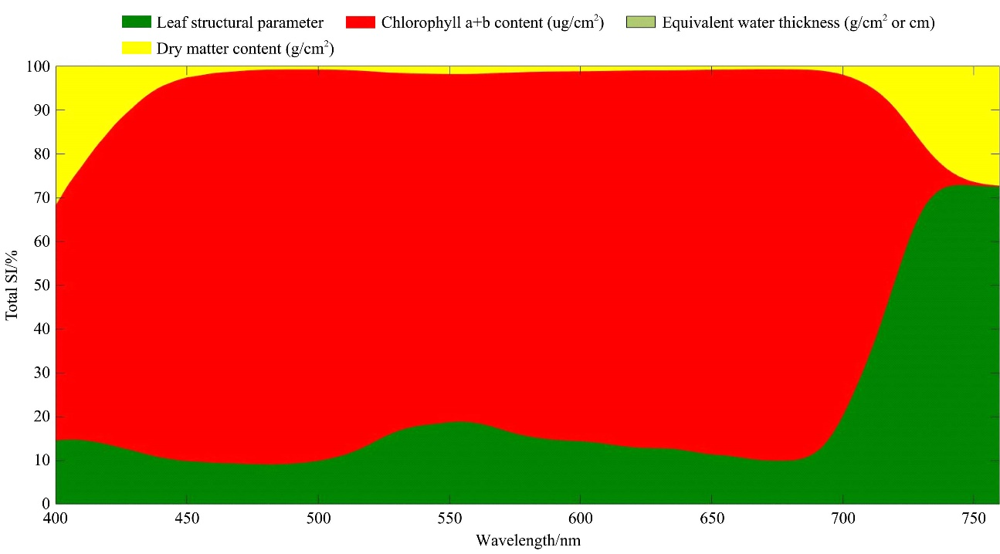 Leaf structural parameter Chlorophyll a+b content (ug/cm²) Equivalent water thickness (g/cm² or cm)
Dry matter content (g/cm²)
100
90
80
70
60
50
40
30
20
10
0
Total SI/%
400 450 500 550 600 650 700 750
Wavelength/nm